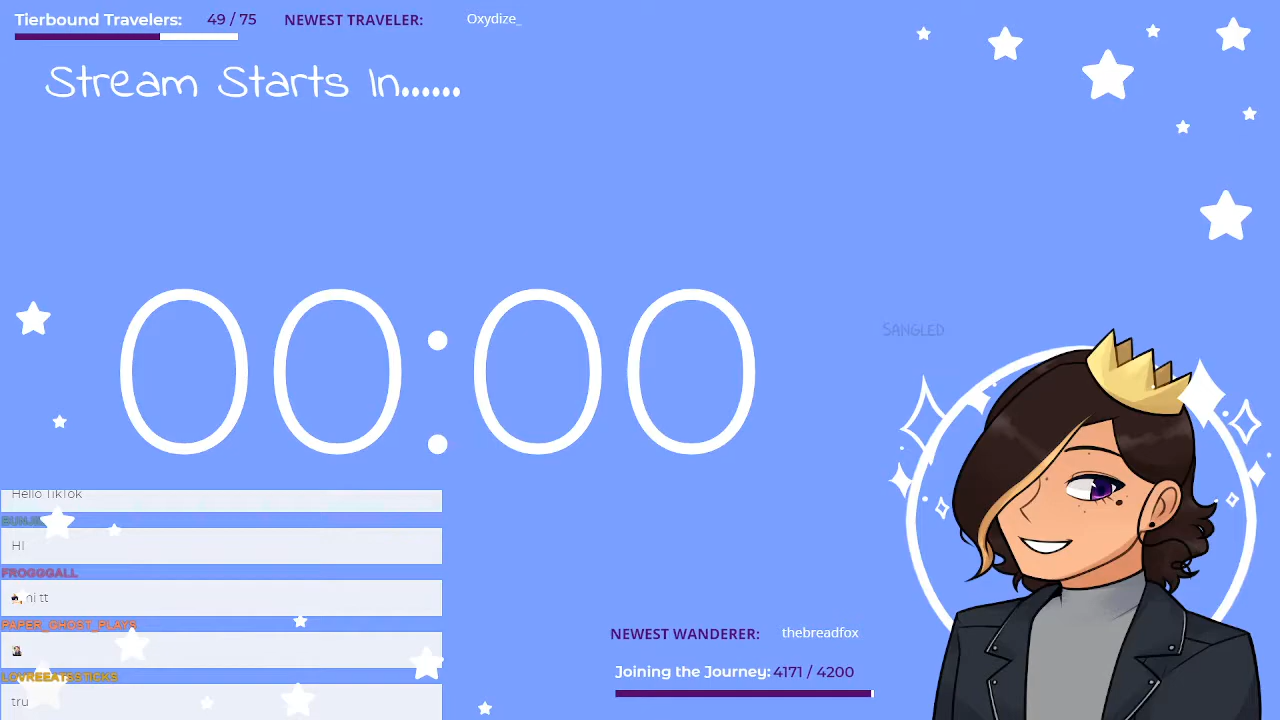 Tierbound Travelers: 49 / 75 NEWEST TRAVELER: Oxydize_
Stream Starts In......
00:00
SANGLED
Hello TikTok
HI
FROGGGALL
hi tt
PAPER_GHOST_PLAYS
LOVREEATSSTICKS
tru
NEWEST WANDERER: thebreadfox
Joining the Journey: 4171 / 4200